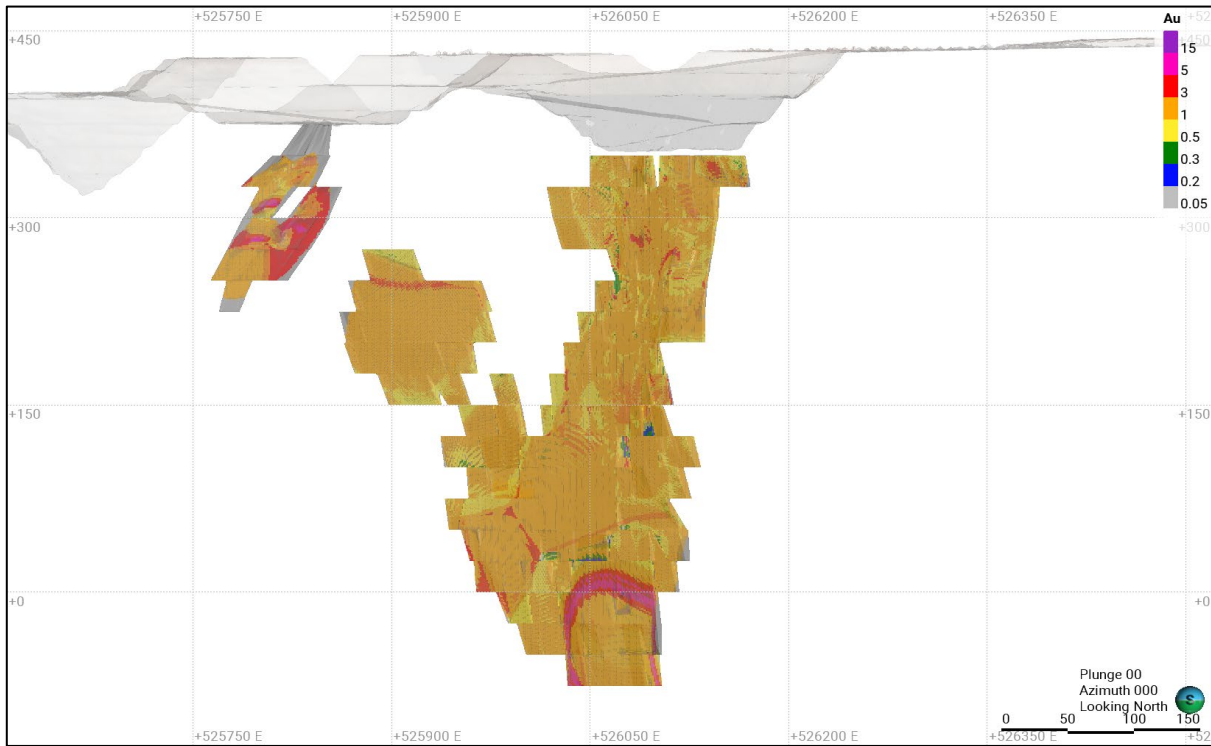 +525750 E +525900 E +526050 E +526200 E +526350 E +52
Au
+450 +450
15
5
3
1
0.5
0.3
0.2
0.05
+300 +300
+150 +150
+0 +0
Plunge 00
Azimuth 000
Looking North
S
0 50 100 150
+525750 E +525900 E +526050 E +526200 E +526350 E +52